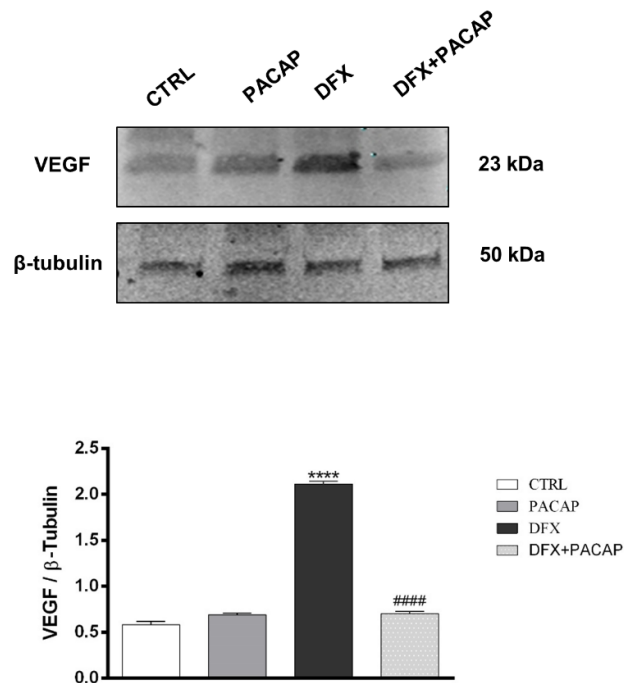 CTRL PACAP DFX DFX+PACAP
VEGF 23 kDa
β-tubulin 50 kDa
VEGF / β-Tubulin
2.5
2.0
1.5
1.0
0.5
0.0
****
####
CTRL
PACAP
DFX
DFX+PACAP